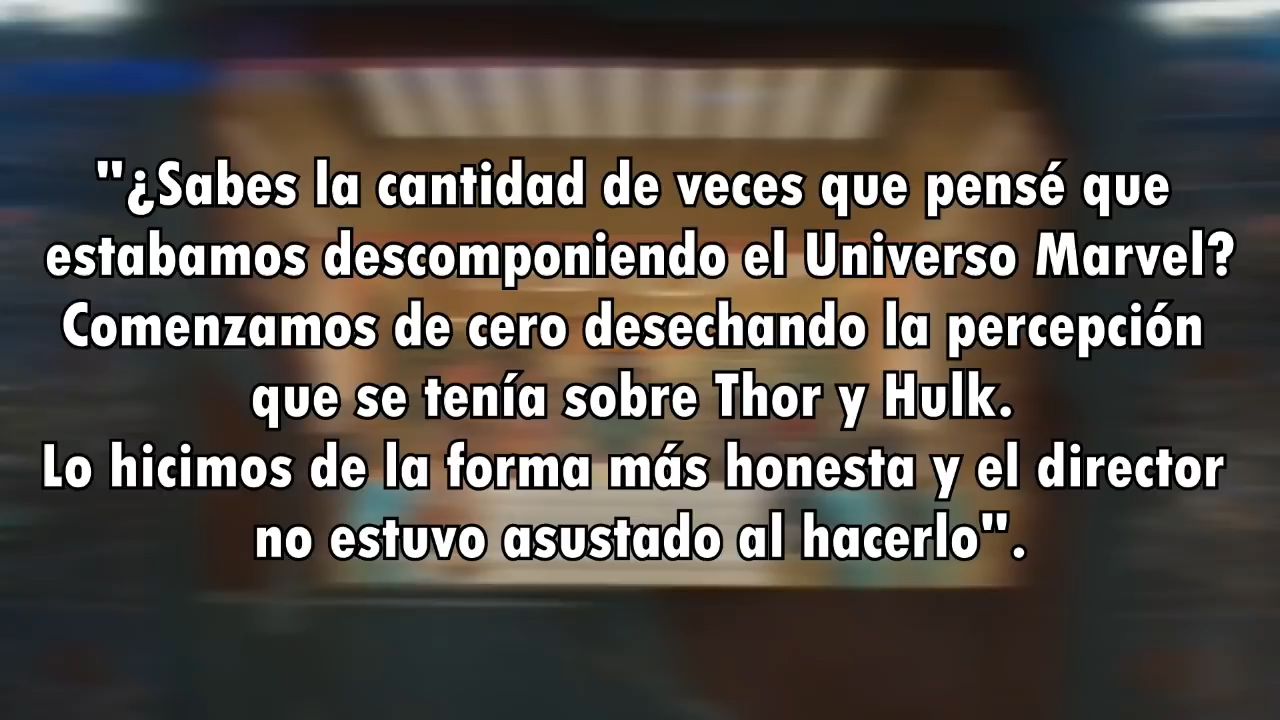 "¿Sabes la cantidad de veces que pensé que
estabamos descomponiendo el Universo Marvel?
Comenzamos de cero desechando la percepción
que se tenía sobre Thor y Hulk.
Lo hicimos de la forma más honesta y el director
no estuvo asustado al hacerlo".